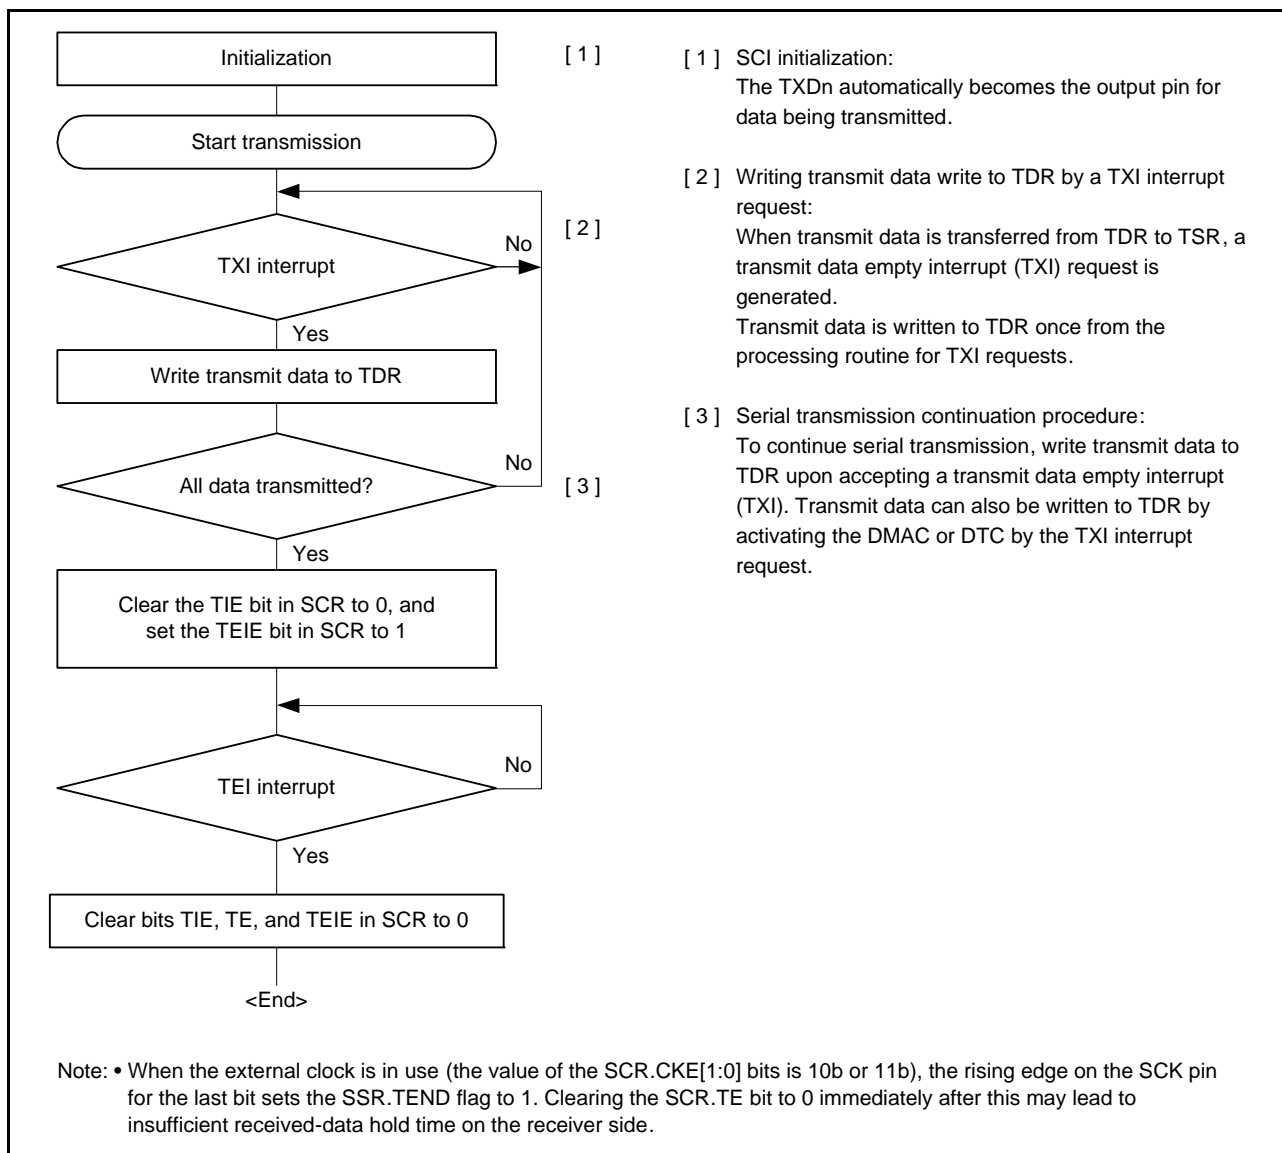 Initialization
[ 1 ]
Start transmission
[ 2 ]
No
TXI interrupt
Yes
Write transmit data to TDR
No
All data transmitted?
[ 3 ]
Yes
Clear the TIE bit in SCR to 0, and
set the TEIE bit in SCR to 1
No
TEI interrupt
Yes
Clear bits TIE, TE, and TEIE in SCR to 0
<End>
[ 1 ] SCI initialization:
The TXDn automatically becomes the output pin for
data being transmitted.
[ 2 ] Writing transmit data write to TDR by a TXI interrupt
request:
When transmit data is transferred from TDR to TSR, a
transmit data empty interrupt (TXI) request is
generated.
Transmit data is written to TDR once from the
processing routine for TXI requests.
[ 3 ] Serial transmission continuation procedure:
To continue serial transmission, write transmit data to
TDR upon accepting a transmit data empty interrupt
(TXI). Transmit data can also be written to TDR by
activating the DMAC or DTC by the TXI interrupt
request.
Note: • When the external clock is in use (the value of the SCR.CKE[1:0] bits is 10b or 11b), the rising edge on the SCK pin
for the last bit sets the SSR.TEND flag to 1. Clearing the SCR.TE bit to 0 immediately after this may lead to
insufficient received-data hold time on the receiver side.